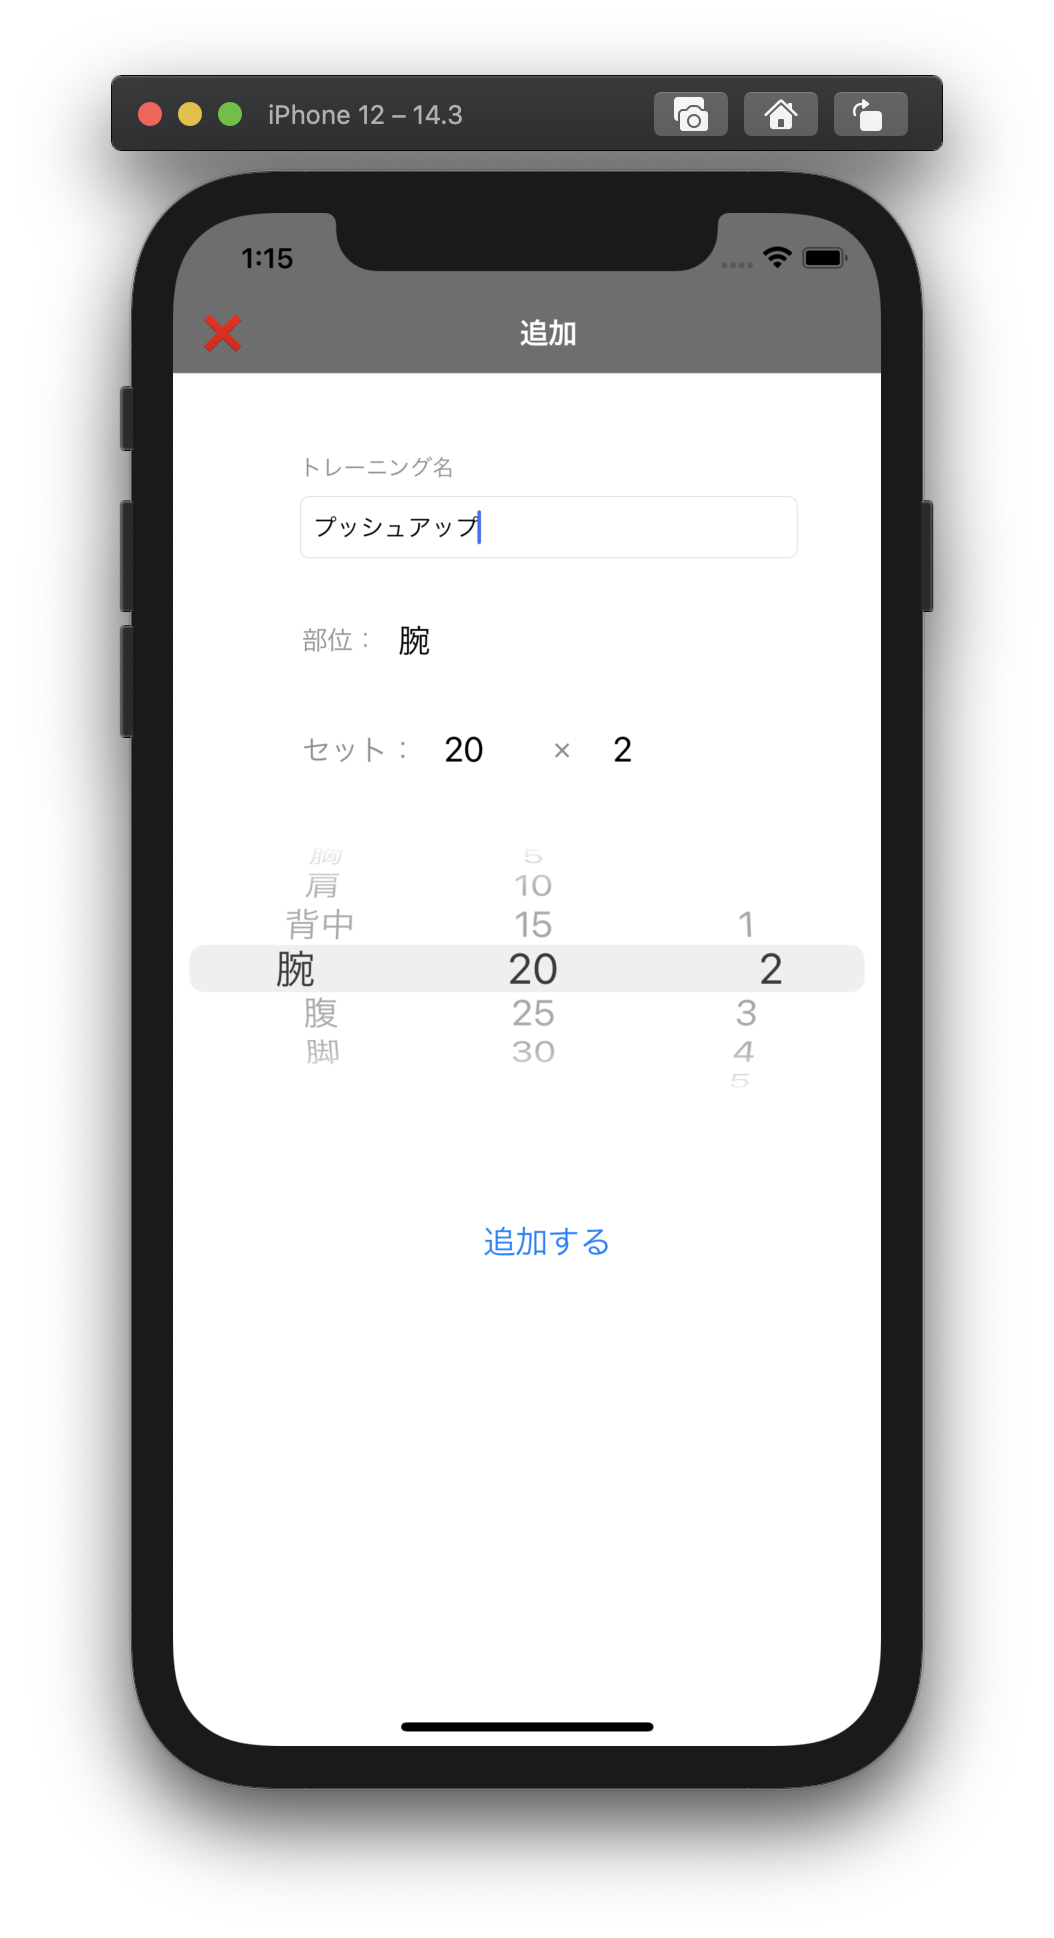 iPhone 12 – 14.3
1:15
追加
トレーニング名
プッシュアップ
部位： 腕
セット： 20 × 2
胸 5
肩 10
背中 15 1
腕 20 2
腹 25 3
脚 30 4
5
追加する